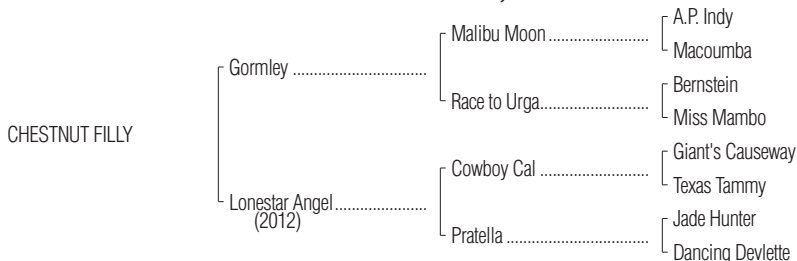 A.P. Indy
Malibu Moon ..........................
Macoumba
Gormley ..................................
Bernstein
Race to Urga............................
Miss Mambo
CHESTNUT FILLY
Giant's Causeway
Cowboy Cal ............................
Texas Tammy
Lonestar Angel.......................
(2012)
Jade Hunter
Pratella ....................................
Dancing Devlette